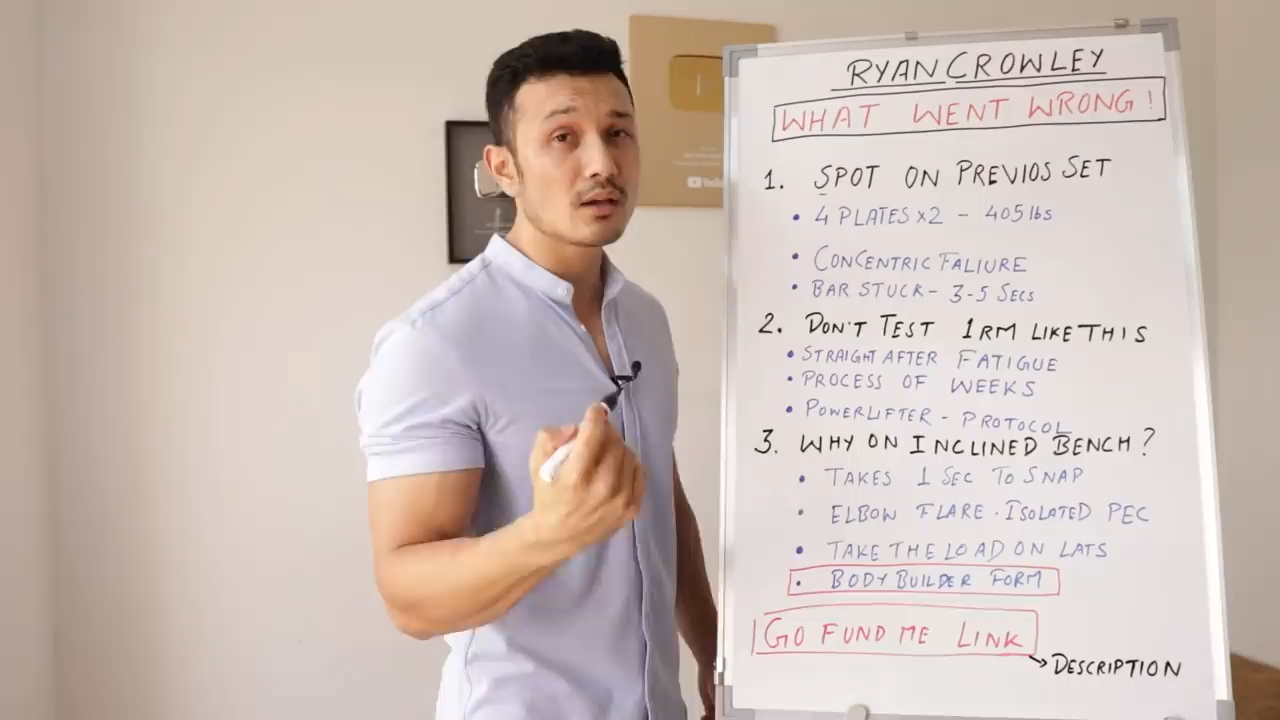 RYAN CROWLEY
WHAT WENT WRONG!
1. SPOT ON PREVIOS SET
• 4 PLATES x2 - 405 lbs
• CONCENTRIC FALIURE
• BAR STUCK - 3-5 SECS
2. DON'T TEST 1RM LIKE THIS
• STRAIGHT AFTER FATIGUE
• PROCESS OF WEEKS
• POWERLIFTER - PROTOCOL
3. WHY ON INCLINED BENCH?
• TAKES 1 SEC TO SNAP
• ELBOW FLARE . ISOLATED PEC
• TAKE THE LOAD ON LATS
• BODYBUILDER FORM
GO FUND ME LINK
DESCRIPTION